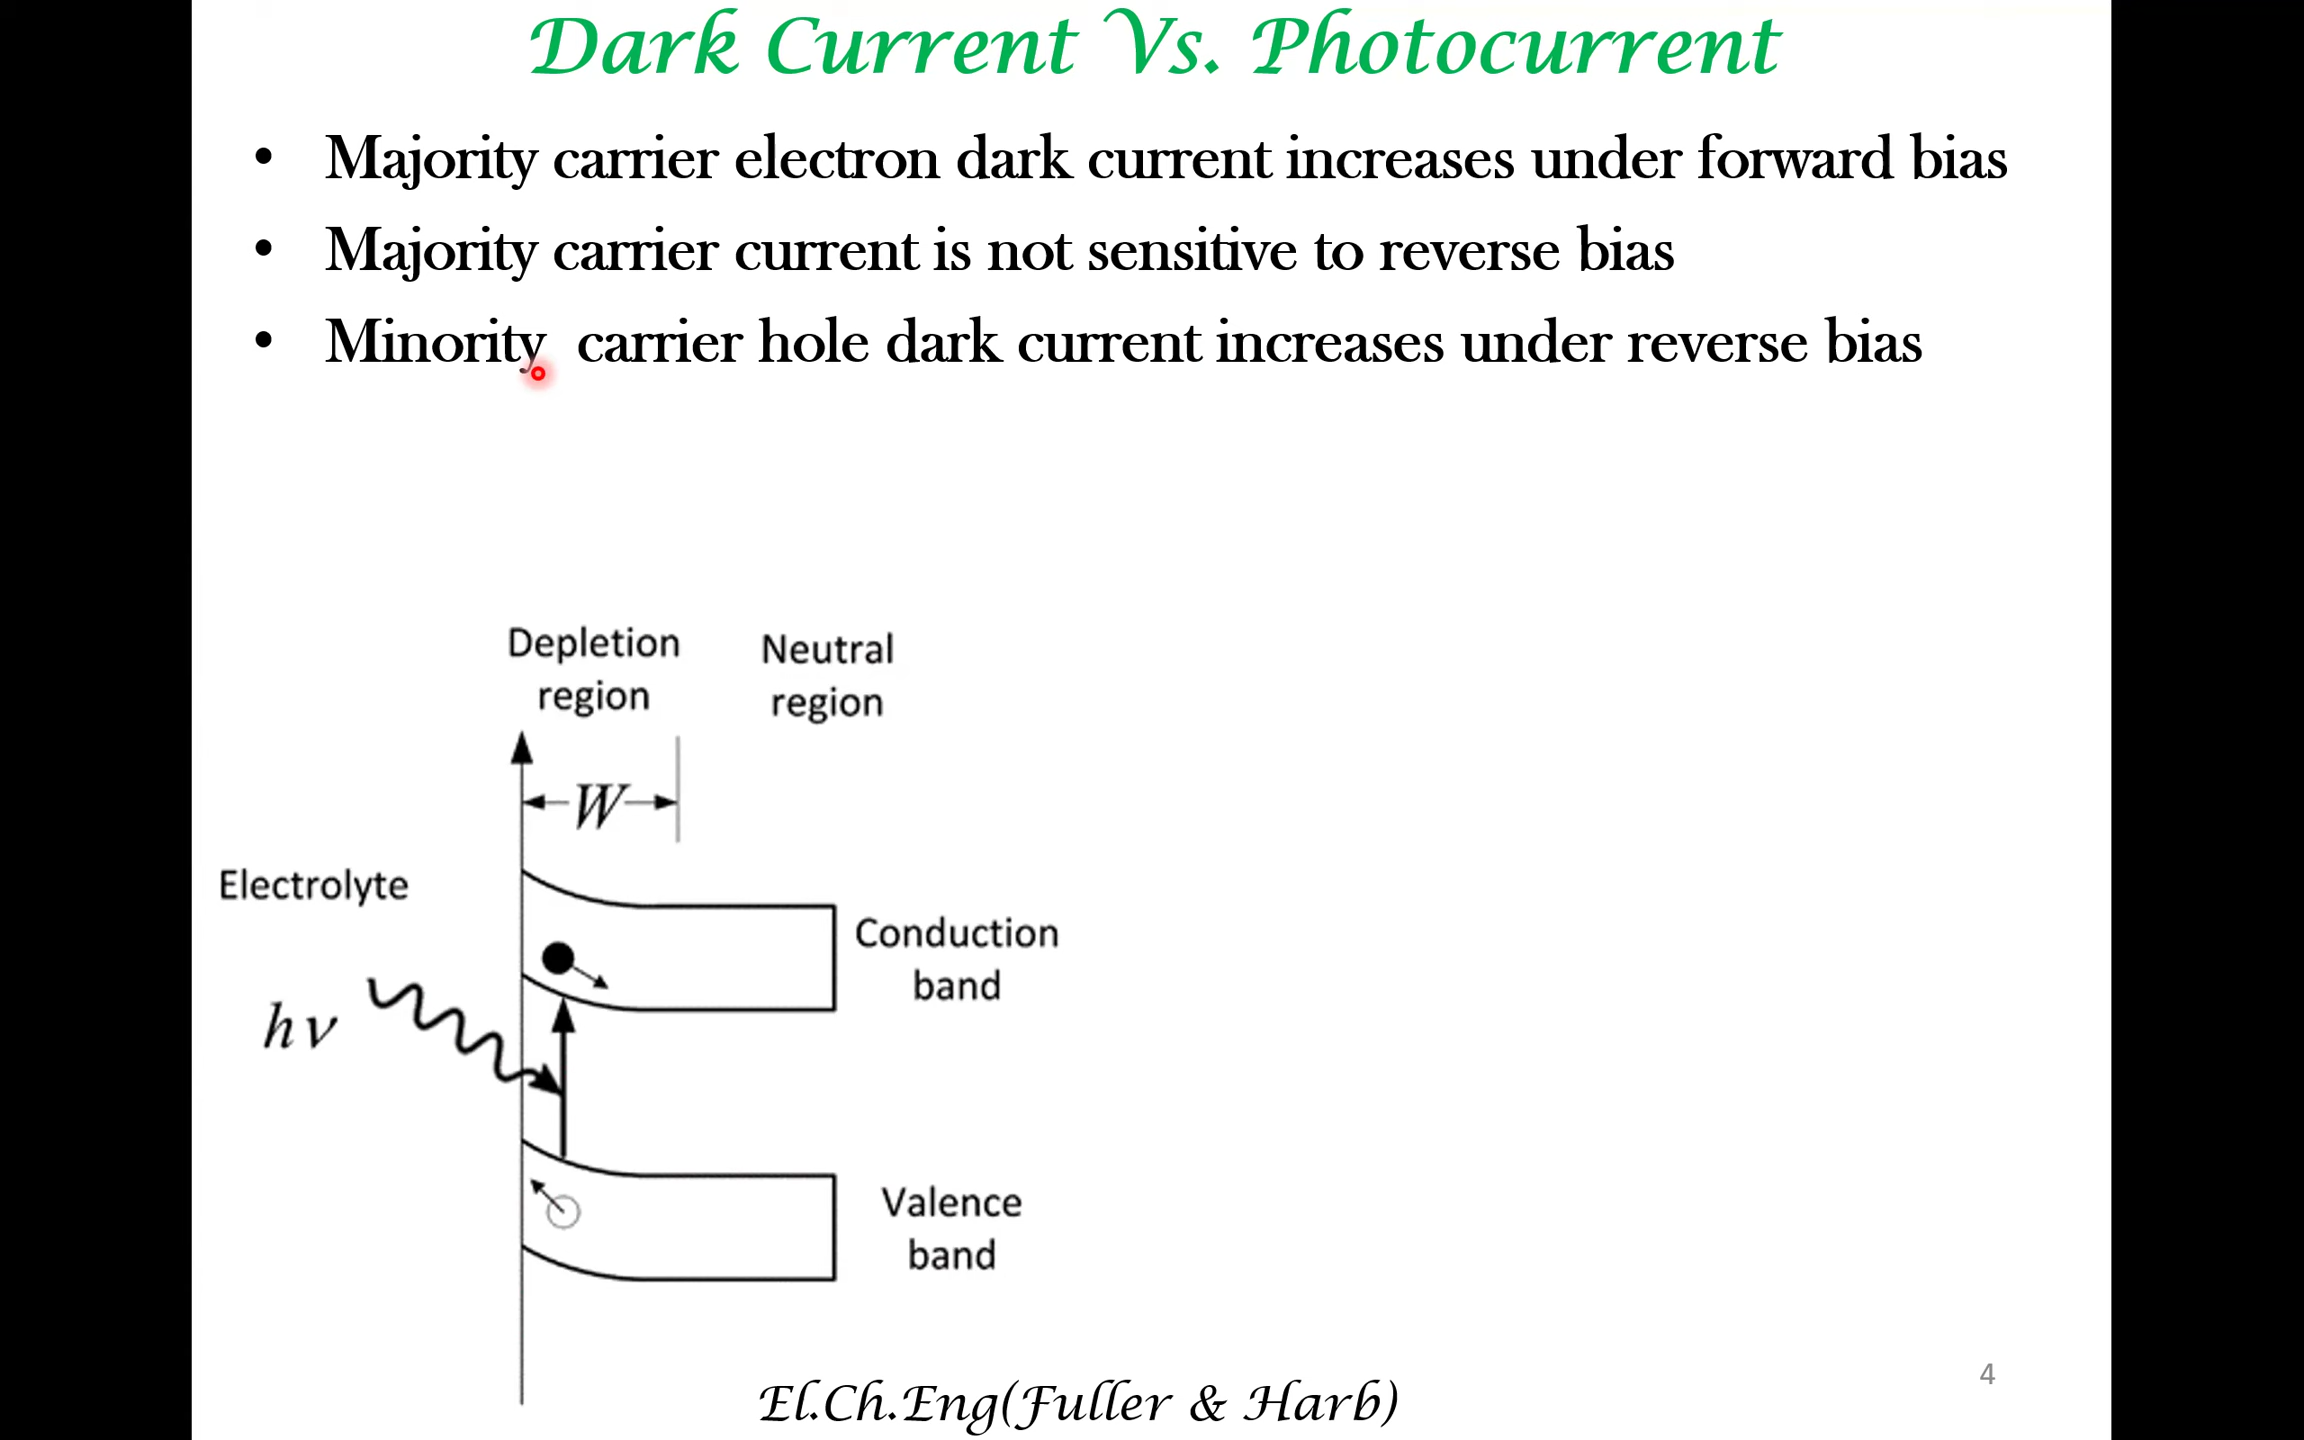 Dark Current Vs. Photocurrent
• Majority carrier electron dark current increases under forward bias
• Majority carrier current is not sensitive to reverse bias
• Minority carrier hole dark current increases under reverse bias
Depletion
region
Neutral
region
W
Electrolyte
Conduction
band
hν
Valence
band
El.Ch.Eng(Fuller & Harb)
4